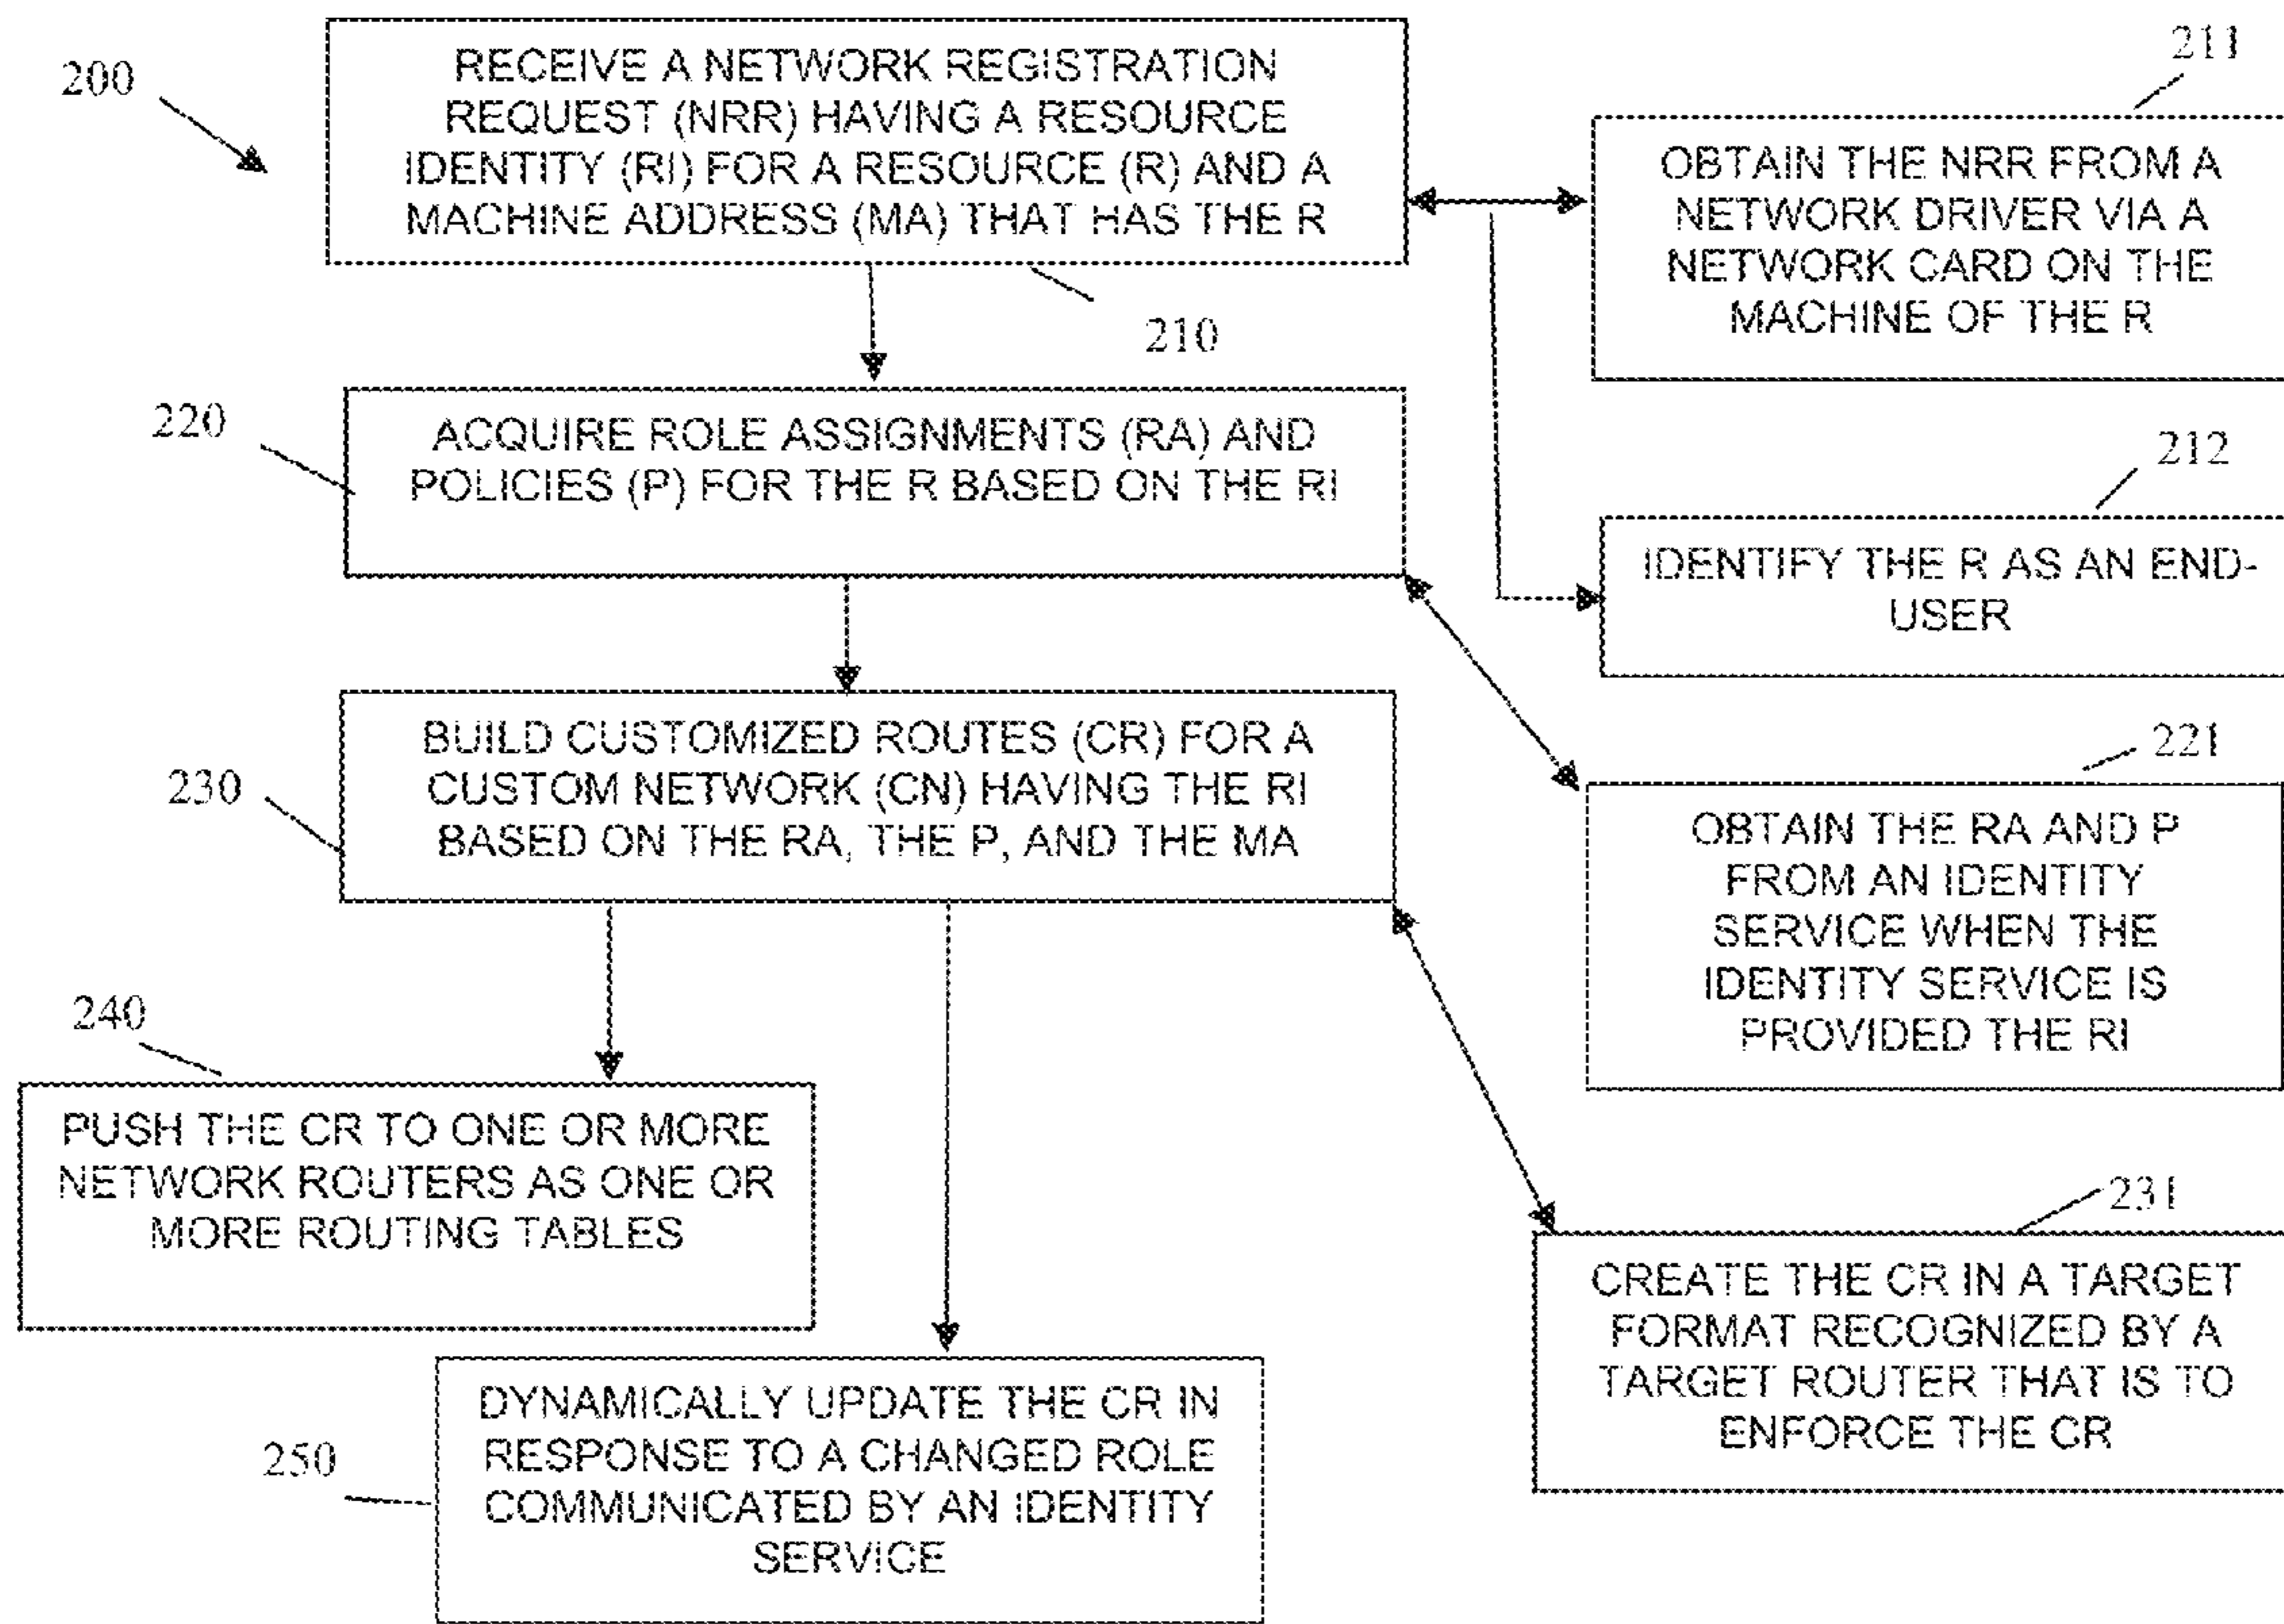 200
RECEIVE A NETWORK REGISTRATION
REQUEST (NRR) HAVING A RESOURCE
IDENTITY (RI) FOR A RESOURCE (R) AND A
MACHINE ADDRESS (MA) THAT HAS THE R
210
211
OBTAIN THE NRR FROM A
NETWORK DRIVER VIA A
NETWORK CARD ON THE
MACHINE OF THE R
220
ACQUIRE ROLE ASSIGNMENTS (RA) AND
POLICIES (P) FOR THE R BASED ON THE RI
212
IDENTIFY THE R AS AN END-
USER
230
BUILD CUSTOMIZED ROUTES (CR) FOR A
CUSTOM NETWORK (CN) HAVING THE RI
BASED ON THE RA, THE P, AND THE MA
221
OBTAIN THE RA AND P
FROM AN IDENTITY
SERVICE WHEN THE
IDENTITY SERVICE IS
PROVIDED THE RI
240
PUSH THE CR TO ONE OR MORE
NETWORK ROUTERS AS ONE OR
MORE ROUTING TABLES
231
CREATE THE CR IN A TARGET
FORMAT RECOGNIZED BY A
TARGET ROUTER THAT IS TO
ENFORCE THE CR
250
DYNAMICALLY UPDATE THE CR IN
RESPONSE TO A CHANGED ROLE
COMMUNICATED BY AN IDENTITY
SERVICE